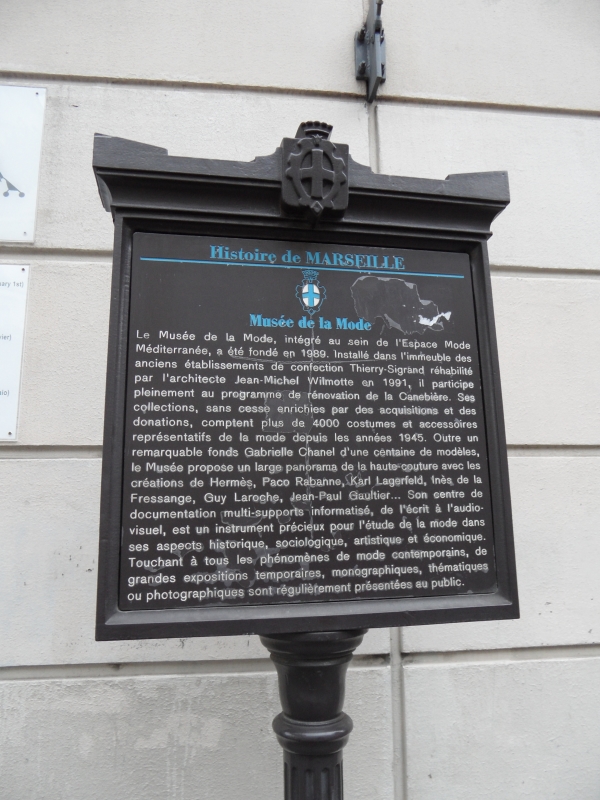 Histoire de MARSEILLE
Musée de la Mode
Le Musée de la Mode, intégré au sein de l'Espace Mode
Méditerranée, a été fondé en 1989. Installé dans l'immeuble des
anciens établissements de confection Thierry-Sigrand réhabilité
par l'architecte Jean-Michel Wilmotte en 1991, il participe
pleinement au programme de rénovation de la Canebière. Ses
collections, sans cesse enrichies par des acquisitions et des
donations, comptent plus de 4000 costumes et accessoires
représentatifs de la mode depuis les années 1945. Outre un
remarquable fonds Gabrielle Chanel d'une centaine de modèles,
le Musée propose un large panorama de la haute-couture avec les
créations de Hermès, Paco Rabanne, Karl Lagerfeld, Inès de la
Fressange, Guy Laroche, Jean-Paul Gaultier... Son centre de
documentation multi-supports informatisé, de l'écrit à l'audio-
visuel, est un instrument précieux pour l'étude de la mode dans
ses aspects historique, sociologique, artistique et économique.
Touchant à tous les phénomènes de mode contemporains, de
grandes expositions temporaires, monographiques, thématiques
ou photographiques sont régulièrement présentées au public.